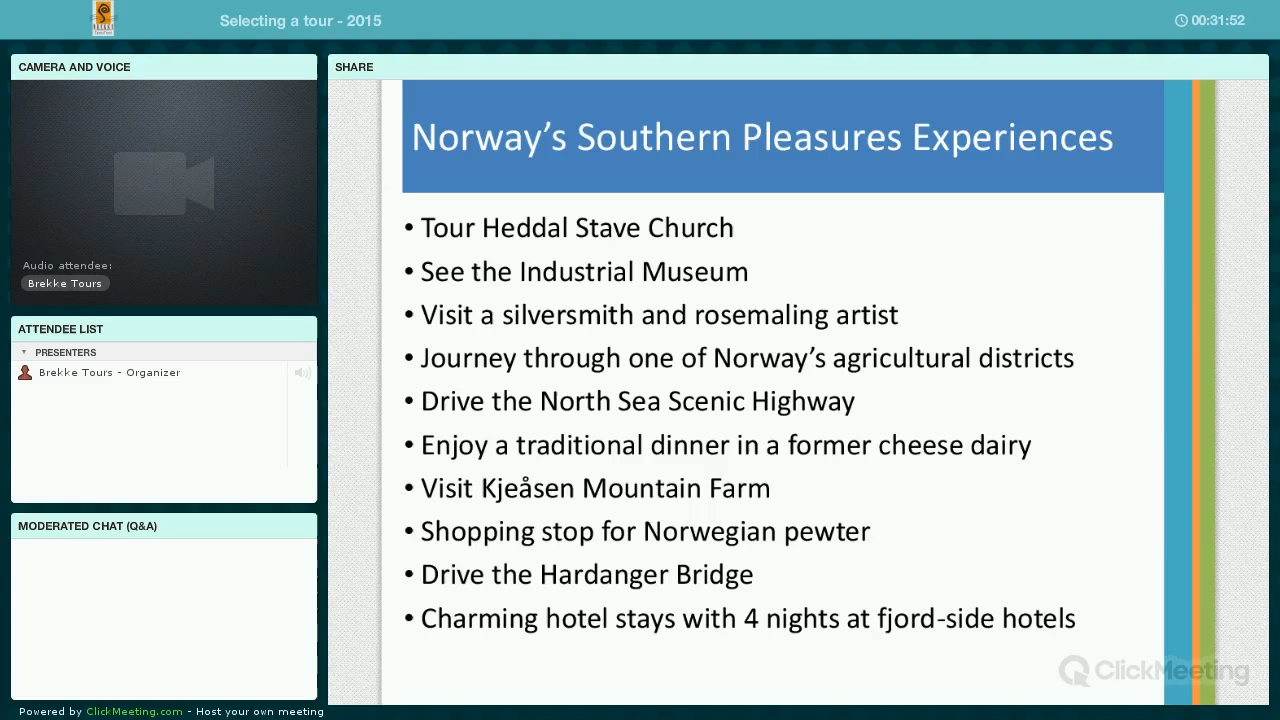 Selecting a tour - 2015
00:31:52
CAMERA AND VOICE
Audio attendee:
Brekke Tours
ATTENDEE LIST
PRESENTERS
Brekke Tours - Organizer
MODERATED CHAT (Q&A)
SHARE
Norway’s Southern Pleasures Experiences
• Tour Heddal Stave Church
• See the Industrial Museum
• Visit a silversmith and rosemaling artist
• Journey through one of Norway’s agricultural districts
• Drive the North Sea Scenic Highway
• Enjoy a traditional dinner in a former cheese dairy
• Visit Kjeåsen Mountain Farm
• Shopping stop for Norwegian pewter
• Drive the Hardanger Bridge
• Charming hotel stays with 4 nights at fjord-side hotels
ClickMeeting
Powered by ClickMeeting.com - Host your own meeting